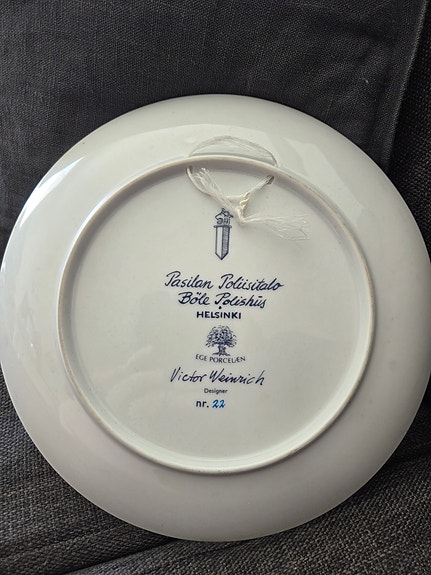 Pasilan Poliisitalo
Böle Polishus
HELSINKI
EGE PORCELÆN
Victor Weinrich
Designer
nr. 22